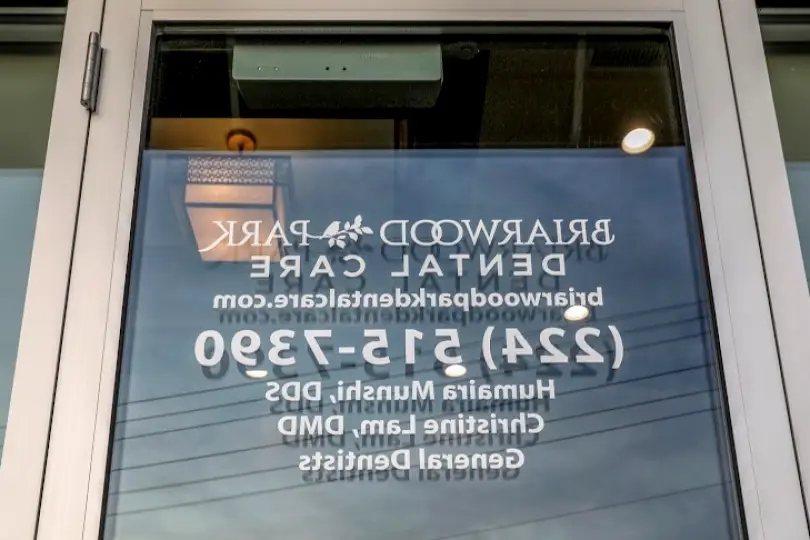 BRIARWOOD PARK
DENTAL CARE
briarwoodparkdentalcare.com
(224) 515-7390
Humaira Munshi, DDS
Christine Lam, DMD
General Dentists